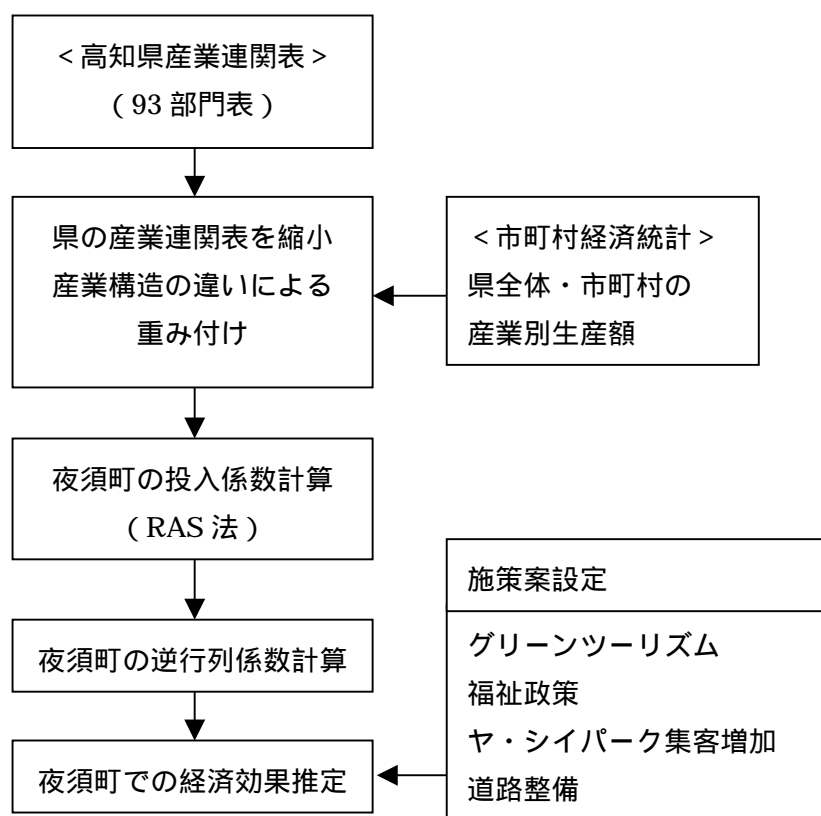 ＜高知県産業連関表＞
（93 部門表）
県の産業連関表を縮小
産業構造の違いによる
重み付け
＜市町村経済統計＞
県全体・市町村の
産業別生産額
夜須町の投入係数計算
（RAS 法）
夜須町の逆行列係数計算
夜須町での経済効果推定
施策案設定
グリーンツーリズム
福祉政策
ヤ・シイパーク集客増加
道路整備